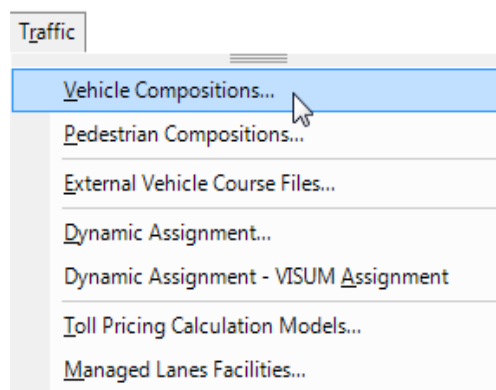 Traffic
Vehicle Compositions...
Pedestrian Compositions...
External Vehicle Course Files...
Dynamic Assignment...
Dynamic Assignment - VISUM Assignment
Toll Pricing Calculation Models...
Managed Lanes Facilities...